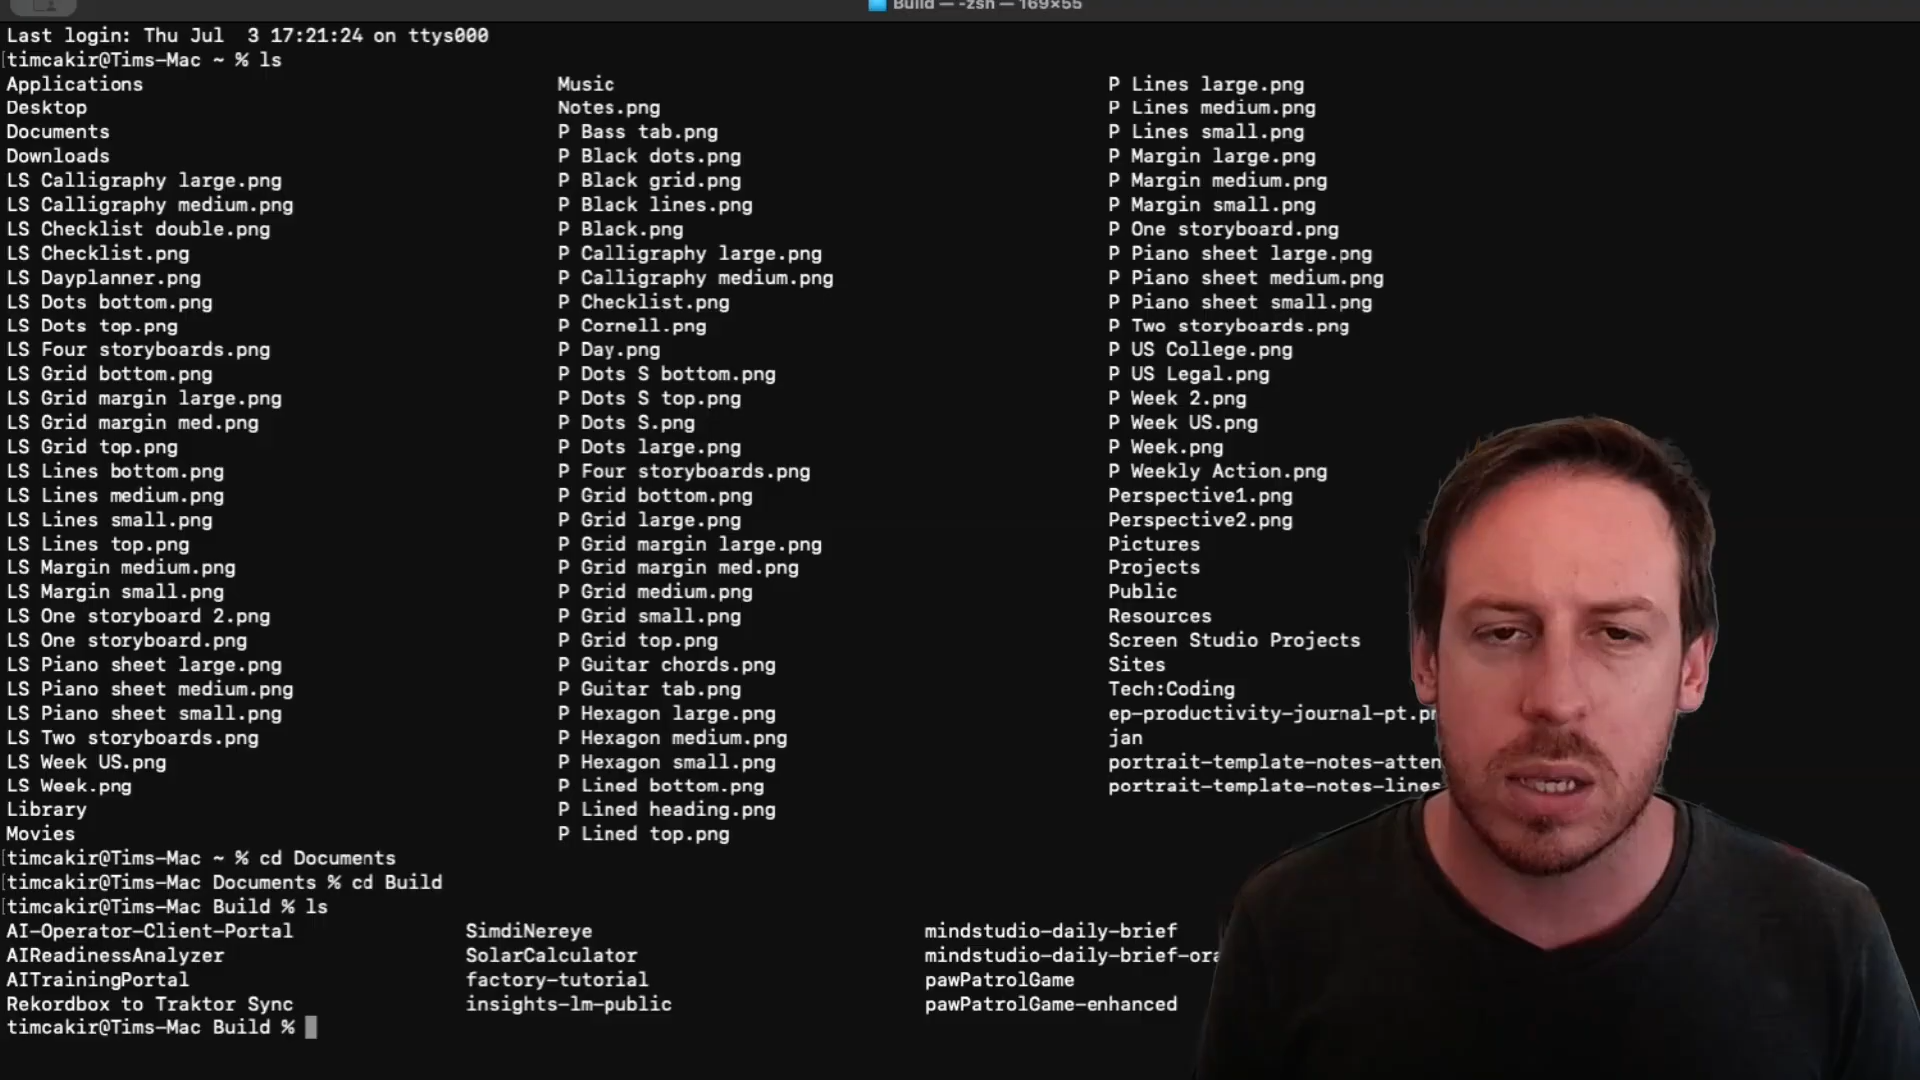 Build — -zsh — 169×55
Last login: Thu Jul  3 17:21:24 on ttys000
[timcakir@Tims-Mac ~ % ls
Applications Music P Lines large.png
Desktop Notes.png P Lines medium.png
Documents P Bass tab.png P Lines small.png
Downloads P Black dots.png P Margin large.png
LS Calligraphy large.png P Black grid.png P Margin medium.png
LS Calligraphy medium.png P Black lines.png P Margin small.png
LS Checklist double.png P Black.png P One storyboard.png
LS Checklist.png P Calligraphy large.png P Piano sheet large.png
LS Dayplanner.png P Calligraphy medium.png P Piano sheet medium.png
LS Dots bottom.png P Checklist.png P Piano sheet small.png
LS Dots top.png P Cornell.png P Two storyboards.png
LS Four storyboards.png P Day.png P US College.png
LS Grid bottom.png P Dots S bottom.png P US Legal.png
LS Grid margin large.png P Dots S top.png P Week 2.png
LS Grid margin med.png P Dots S.png P Week US.png
LS Grid top.png P Dots large.png P Week.png
LS Lines bottom.png P Four storyboards.png P Weekly Action.png
LS Lines medium.png P Grid bottom.png Perspective1.png
LS Lines small.png P Grid large.png Perspective2.png
LS Lines top.png P Grid margin large.png Pictures
LS Margin medium.png P Grid margin med.png Projects
LS Margin small.png P Grid medium.png Public
LS One storyboard 2.png P Grid small.png Resources
LS One storyboard.png P Grid top.png Screen Studio Projects
LS Piano sheet large.png P Guitar chords.png Sites
LS Piano sheet medium.png P Guitar tab.png Tech:Coding
LS Piano sheet small.png P Hexagon large.png ep-productivity-journal-pt.pn
LS Two storyboards.png P Hexagon medium.png jan
LS Week US.png P Hexagon small.png portrait-template-notes-atten
LS Week.png P Lined bottom.png portrait-template-notes-lines
Library P Lined heading.png
Movies P Lined top.png
[timcakir@Tims-Mac ~ % cd Documents
[timcakir@Tims-Mac Documents % cd Build
[timcakir@Tims-Mac Build % ls
AI-Operator-Client-Portal SimdiNereye mindstudio-daily-brief
AIReadinessAnalyzer SolarCalculator mindstudio-daily-brief-ora
AITrainingPortal factory-tutorial pawPatrolGame
Rekordbox to Traktor Sync insights-lm-public pawPatrolGame-enhanced
timcakir@Tims-Mac Build %